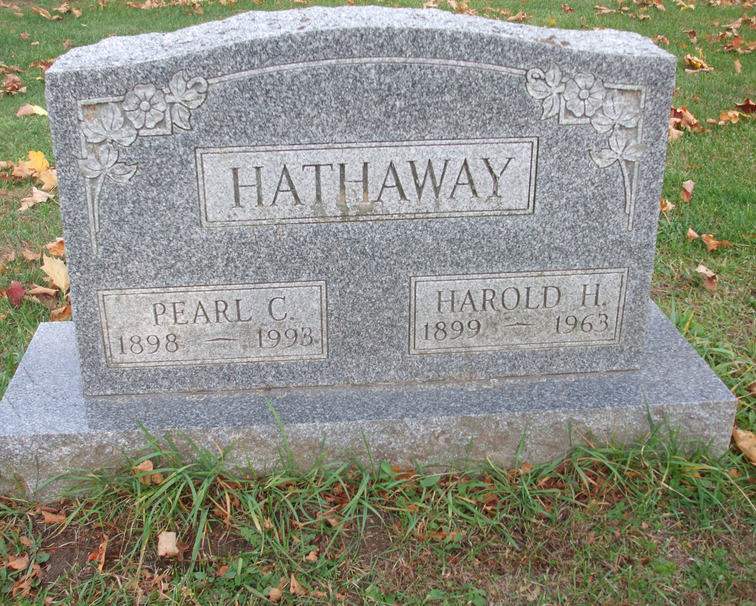 HATHAWAY
PEARL C.
1898 — 1993
HAROLD H.
1899 — 1963